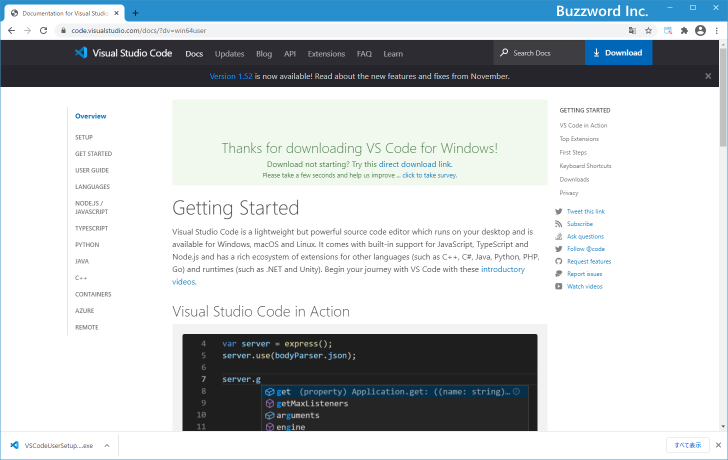 Documentation for Visual Studio
Buzzword Inc.
code.visualstudio.com/docs/?dv=win64user
Visual Studio Code
Docs
Updates
Blog
API
Extensions
FAQ
Learn
Search Docs
Download
Version 1.52 is now available! Read about the new features and fixes from November.
Overview
SETUP
GET STARTED
USER GUIDE
LANGUAGES
NODE.JS /
JAVASCRIPT
TYPESCRIPT
PYTHON
JAVA
C++
CONTAINERS
AZURE
REMOTE
Thanks for downloading VS Code for Windows!
Download not starting? Try this direct download link.
Please take a few seconds and help us improve ... click to take survey.
Getting Started
Visual Studio Code is a lightweight but powerful source code editor which runs on your desktop and is
available for Windows, macOS and Linux. It comes with built-in support for JavaScript, TypeScript and
Node.js and has a rich ecosystem of extensions for other languages (such as C++, C#, Java, Python, PHP,
Go) and runtimes (such as .NET and Unity). Begin your journey with VS Code with these introductory
videos.
Visual Studio Code in Action
4 var server = express();
5 server.use(bodyParser.json);
6
7 server.g
8 get (property) Application.get: ((name: string)...
9 getMaxListeners
10 arguments
11 engine
GETTING STARTED
VS Code in Action
Top Extensions
First Steps
Keyboard Shortcuts
Downloads
Privacy
Tweet this link
Subscribe
Ask questions
Follow @code
Request features
Report issues
Watch videos
VSCodeUserSetup....exe
すべて表示